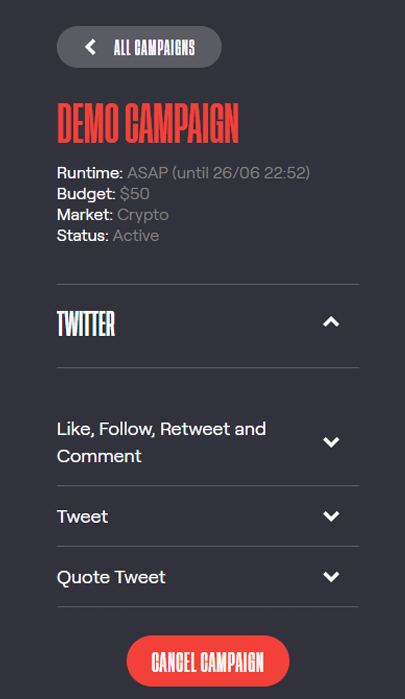 ALL CAMPAIGNS
DEMO CAMPAIGN
Runtime: ASAP (until 26/06 22:52)
Budget: $50
Market: Crypto
Status: Active
TWITTER
Like, Follow, Retweet and
Comment
Tweet
Quote Tweet
CANCEL CAMPAIGN